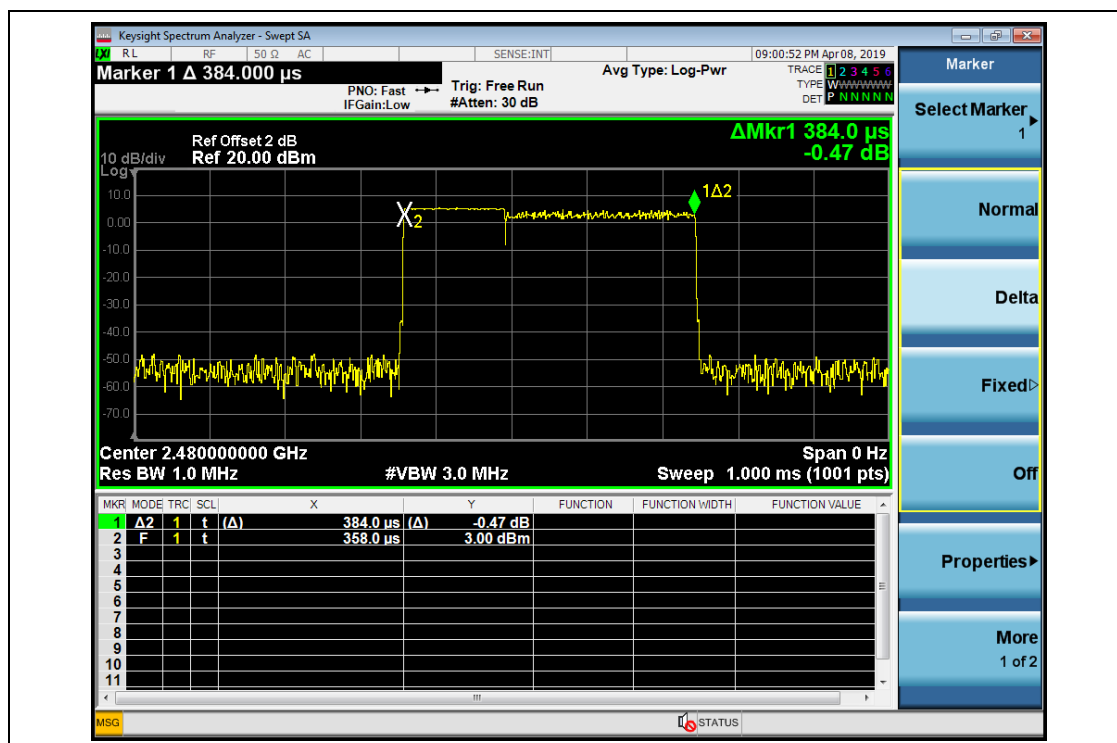 Keysight Spectrum Analyzer - Swept SA
LXI RL RF 50 Ω AC SENSE:INT 09:00:52 PM Apr 08, 2019
Marker 1 Δ 384.000 µs
PNO: Fast
IFGain:Low
Trig: Free Run
#Atten: 30 dB
Avg Type: Log-Pwr
TRACE 1 2 3 4 5 6
TYPE WWWWWW
DET P N N N N N
ΔMkr1 384.0 µs
-0.47 dB
Ref Offset 2 dB
10 dB/div Ref 20.00 dBm
Log
10.0
0.00
-10.0
-20.0
-30.0
-40.0
-50.0
-60.0
-70.0
X2
1Δ2
Center 2.480000000 GHz Span 0 Hz
Res BW 1.0 MHz #VBW 3.0 MHz Sweep 1.000 ms (1001 pts)
MKR MODE TRC SCL X Y FUNCTION FUNCTION WIDTH FUNCTION VALUE
1 Δ2 1 t (Δ) 384.0 µs (Δ) -0.47 dB
2 F 1 t 358.0 µs 3.00 dBm
3
4
5
6
7
8
9
10
11
MSG STATUS
Marker
Select Marker
1
Normal
Delta
Fixed
Off
Properties
More
1 of 2